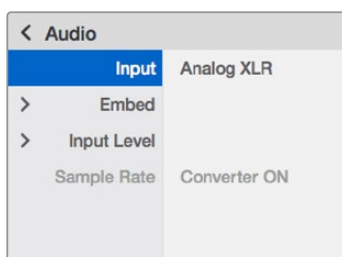 < Audio
Input Analog XLR
> Embed
> Input Level
Sample Rate Converter ON